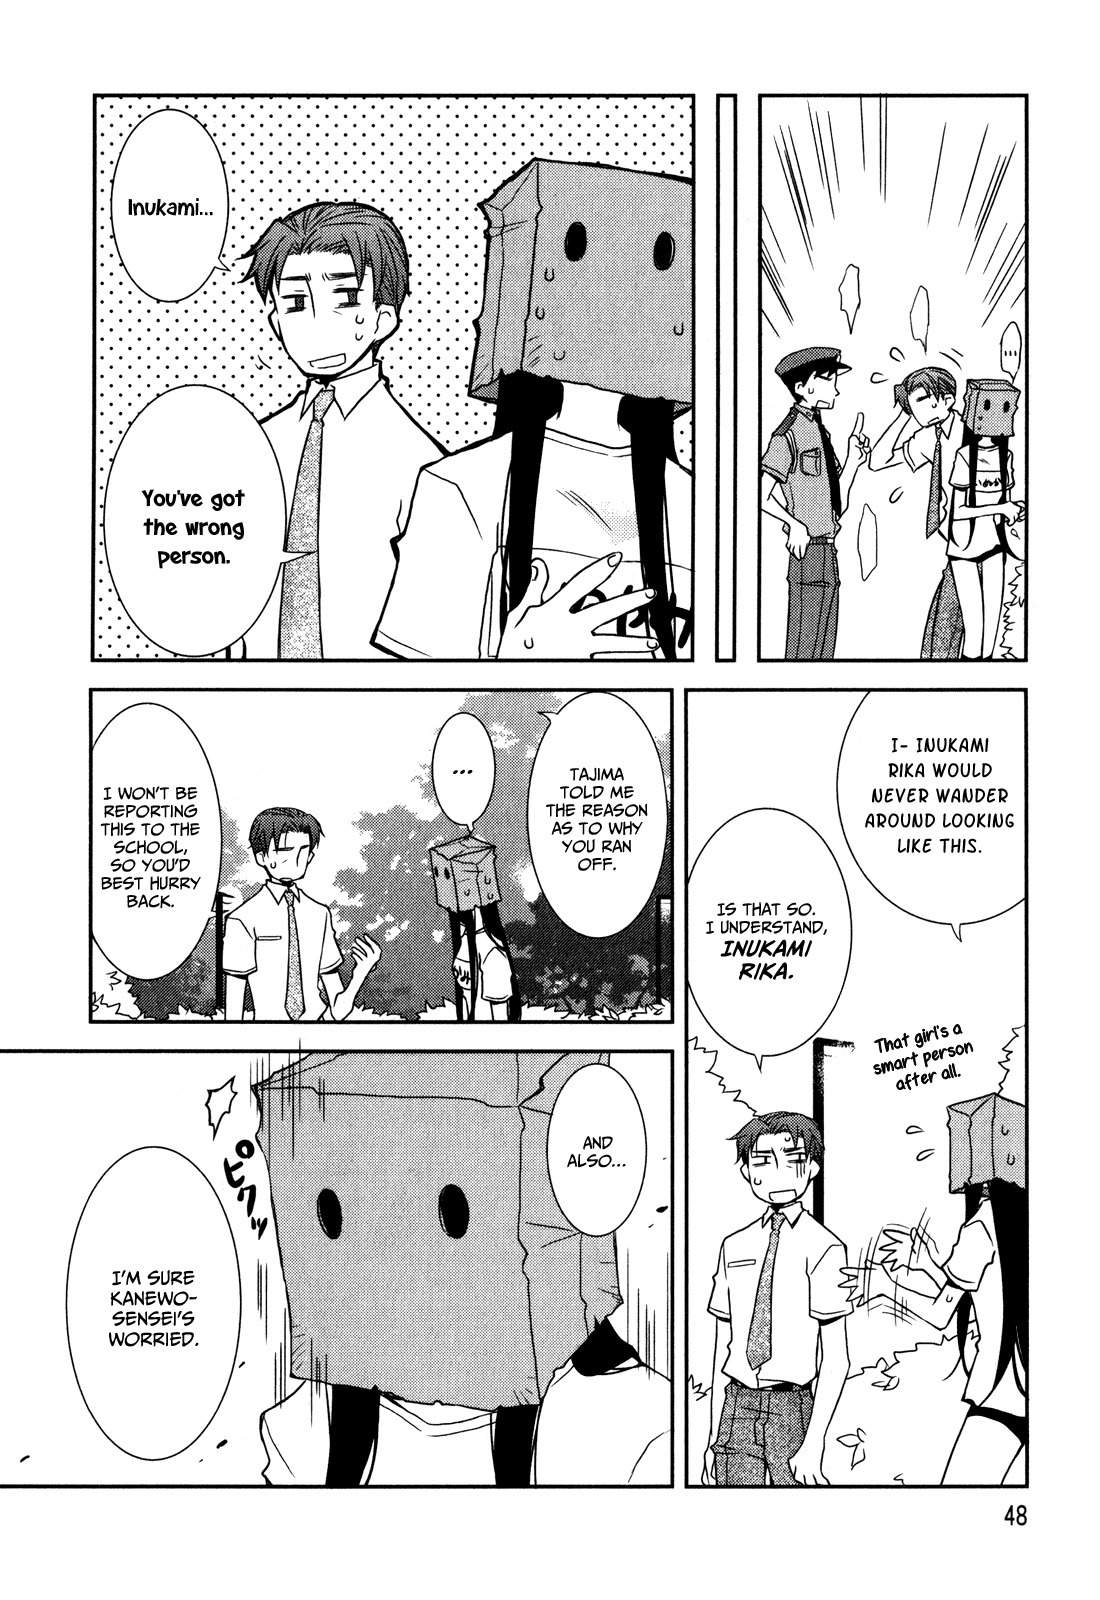 ...
Inukami...
You've got
the wrong
person.
I- INUKAMI
RIKA WOULD
NEVER WANDER
AROUND LOOKING
LIKE THIS.
IS THAT SO.
I UNDERSTAND,
INUKAMI
RIKA.
That girl's a
smart person
after all.
TAJIMA
TOLD ME
THE REASON
AS TO WHY
YOU RAN
OFF.
...
I WON'T BE
REPORTING
THIS TO THE
SCHOOL,
SO YOU'D
BEST HURRY
BACK.
AND
ALSO...
ピクッ
I'M SURE
KANEWO-
SENSEI'S
WORRIED.
48